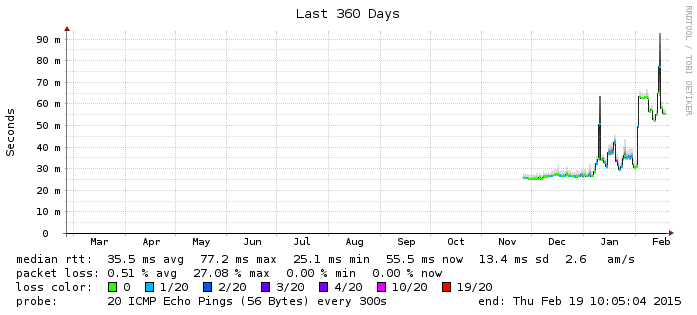 Last 360 Days
RRDTOOL / TOBI OETIKER
Seconds
90 m
80 m
70 m
60 m
50 m
40 m
30 m
20 m
10 m
0
Mar Apr May Jun Jul Aug Sep Oct Nov Dec Jan Feb
median rtt: 35.5 ms avg 77.2 ms max 25.1 ms min 55.5 ms now 13.4 ms sd 2.6 am/s
packet loss: 0.51 % avg 27.08 % max 0.00 % min 0.00 % now
loss color: 0 1/20 2/20 3/20 4/20 10/20 19/20
probe: 20 ICMP Echo Pings (56 Bytes) every 300s end: Thu Feb 19 10:05:04 2015